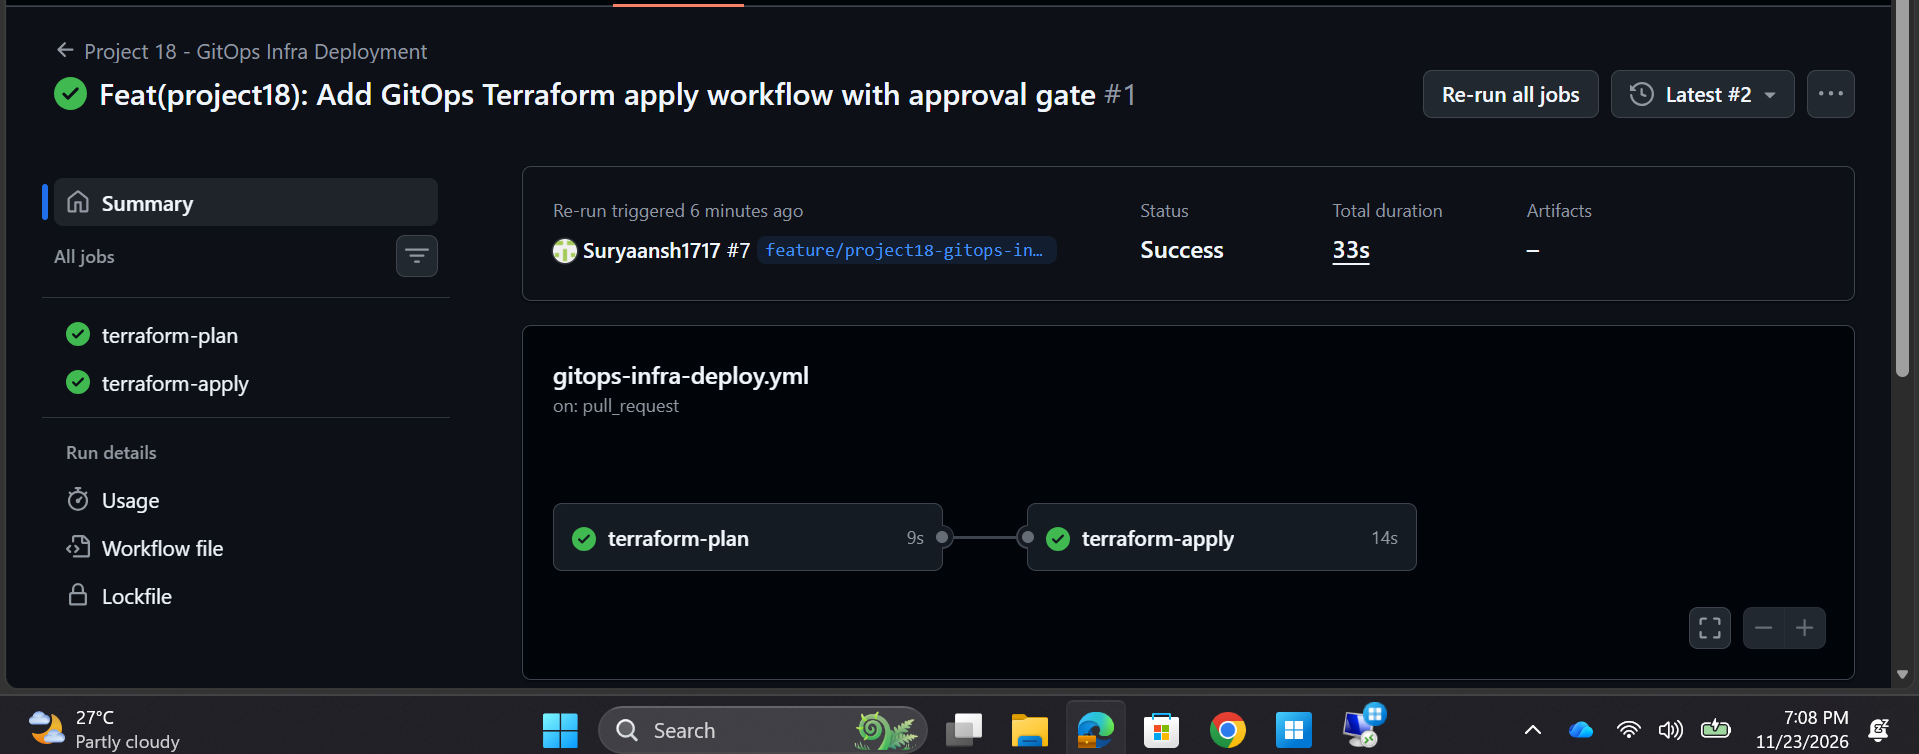 Project 18 - GitOps Infra Deployment
Feat(project18): Add GitOps Terraform apply workflow with approval gate #1
Re-run all jobs
Latest #2
Summary
All jobs
terraform-plan
terraform-apply
Run details
Usage
Workflow file
Lockfile
Re-run triggered 6 minutes ago
Suryaansh1717 #7 feature/project18-gitops-in…
Status
Success
Total duration
33s
Artifacts
–
gitops-infra-deploy.yml
on: pull_request
terraform-plan 9s
terraform-apply 14s
27°C
Partly cloudy
Search
7:08 PM
11/23/2026